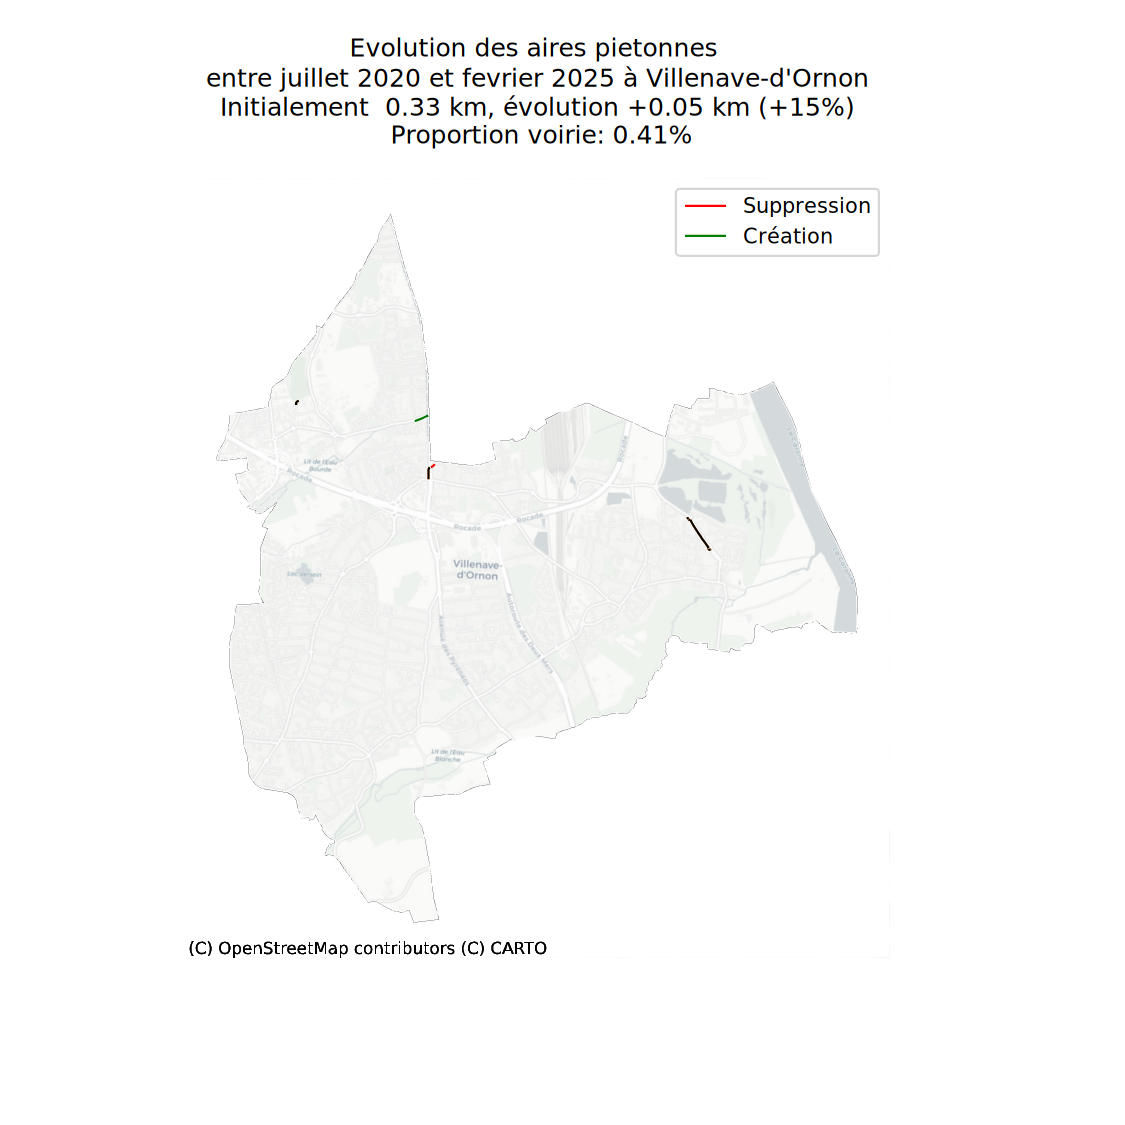 Evolution des aires pietonnes
entre juillet 2020 et fevrier 2025 à Villenave-d'Ornon
Initialement  0.33 km, évolution +0.05 km (+15%)
Proportion voirie: 0.41%
Suppression
Création
Rocade
Lit de l'Eau
Bourde
Rocade
Rocade
Rocade
Villenave-
d'Ornon
Avenue des Pyrénées
Autoroute des Deux Mers
Lit de l'Eau
Blanche
(C) OpenStreetMap contributors (C) CARTO